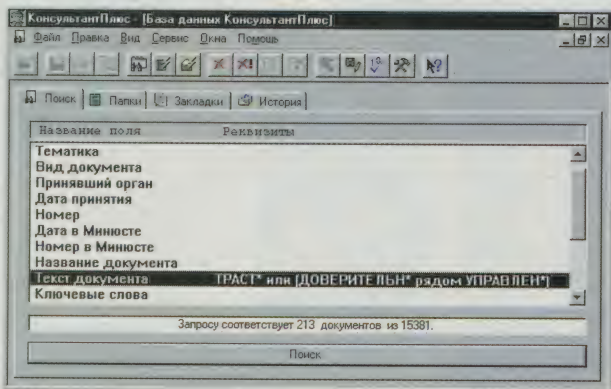 КонсультантПлюс - [База данных КонсультантПлюс]
Файл Правка Вид Сервис Окна Помощь
Поиск Папки Закладки История
Название поля Реквизиты
Тематика
Вид документа
Принявший орган
Дата принятия
Номер
Дата в Минюсте
Номер в Минюсте
Название документа
Текст документа ТРАСТ* или (ДОВЕРИТЕЛЬН* рядом УПРАВЛЕН*)
Ключевые слова
Запросу соответствует 213 документов из 15381.
Поиск